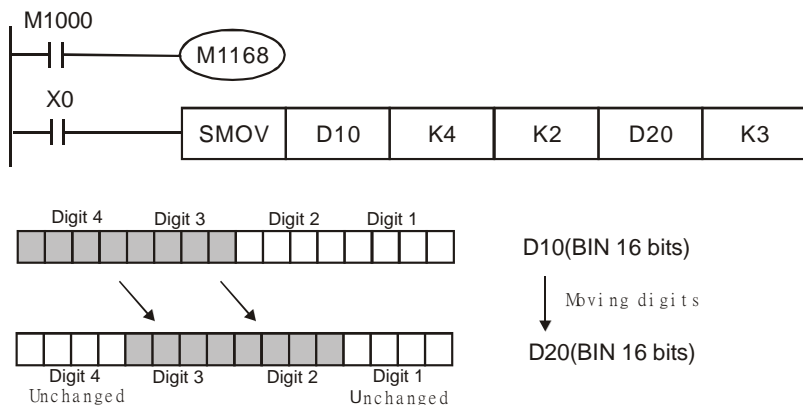 M1000
M1168
X0
SMOV D10 K4 K2 D20 K3
Digit 4 Digit 3 Digit 2 Digit 1
D10(BIN 16 bits)
Moving digits
D20(BIN 16 bits)
Digit 4 Digit 3 Digit 2 Digit 1
Unchanged Unchanged